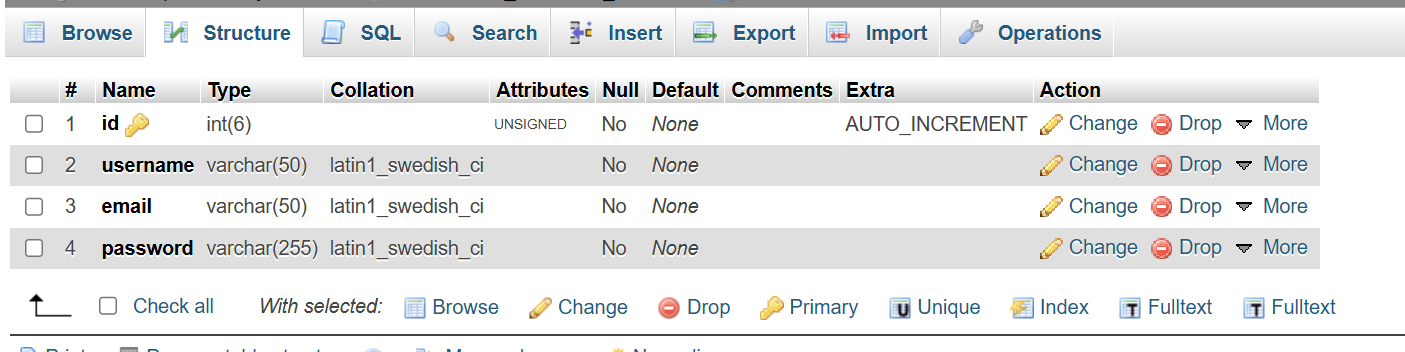 Browse Structure SQL Search Insert Export Import Operations
# Name Type Collation Attributes Null Default Comments Extra Action
1 id int(6) UNSIGNED No None AUTO_INCREMENT Change Drop More
2 username varchar(50) latin1_swedish_ci No None Change Drop More
3 email varchar(50) latin1_swedish_ci No None Change Drop More
4 password varchar(255) latin1_swedish_ci No None Change Drop More
Check all With selected: Browse Change Drop Primary Unique Index Fulltext Fulltext